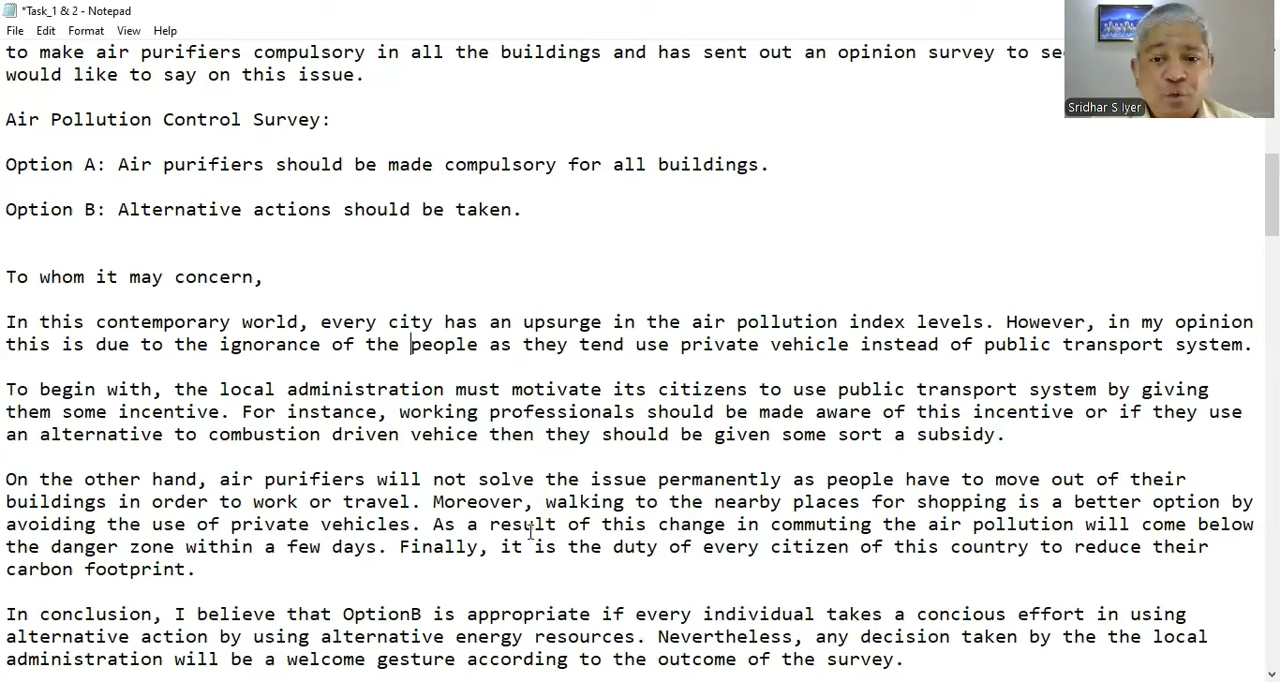 *Task_1 & 2 - Notepad
File Edit Format View Help
to make air purifiers compulsory in all the buildings and has sent out an opinion survey to
would like to say on this issue.
Air Pollution Control Survey:
Option A: Air purifiers should be made compulsory for all buildings.
Option B: Alternative actions should be taken.
To whom it may concern,
In this contemporary world, every city has an upsurge in the air pollution index levels. However, in my opinion
this is due to the ignorance of the people as they tend use private vehicle instead of public transport system.
To begin with, the local administration must motivate its citizens to use public transport system by giving
them some incentive. For instance, working professionals should be made aware of this incentive or if they use
an alternative to combustion driven vehice then they should be given some sort a subsidy.
On the other hand, air purifiers will not solve the issue permanently as people have to move out of their
buildings in order to work or travel. Moreover, walking to the nearby places for shopping is a better option by
avoiding the use of private vehicles. As a result of this change in commuting the air pollution will come below
the danger zone within a few days. Finally, it is the duty of every citizen of this country to reduce their
carbon footprint.
In conclusion, I believe that OptionB is appropriate if every individual takes a concious effort in using
alternative action by using alternative energy resources. Nevertheless, any decision taken by the the local
administration will be a welcome gesture according to the outcome of the survey.
Sridhar S Iyer